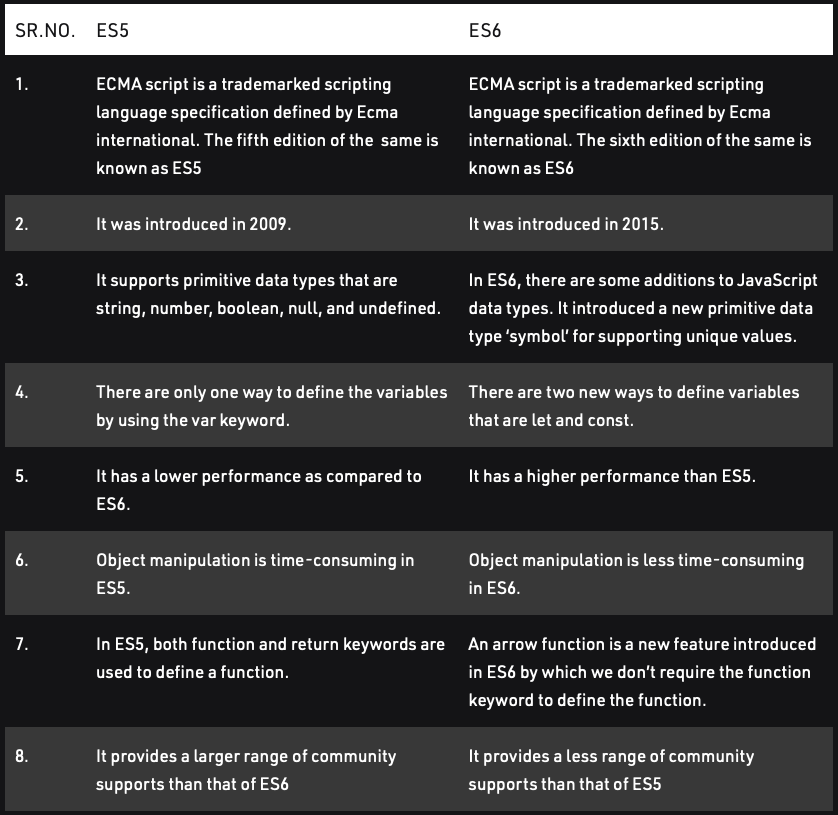 SR.NO. ES5 ES6
1. ECMA script is a trademarked scripting ECMA script is a trademarked scripting
language specification defined by Ecma language specification defined by Ecma
international. The fifth edition of the same is international. The sixth edition of the same is
known as ES5 known as ES6
2. It was introduced in 2009. It was introduced in 2015.
3. It supports primitive data types that are In ES6, there are some additions to JavaScript
string, number, boolean, null, and undefined. data types. It introduced a new primitive data
type ‘symbol’ for supporting unique values.
4. There are only one way to define the variables There are two new ways to define variables
by using the var keyword. that are let and const.
5. It has a lower performance as compared to It has a higher performance than ES5.
ES6.
6. Object manipulation is time-consuming in Object manipulation is less time-consuming
ES5. in ES6.
7. In ES5, both function and return keywords are An arrow function is a new feature introduced
used to define a function. in ES6 by which we don’t require the function
keyword to define the function.
8. It provides a larger range of community It provides a less range of community
supports than that of ES6 supports than that of ES5